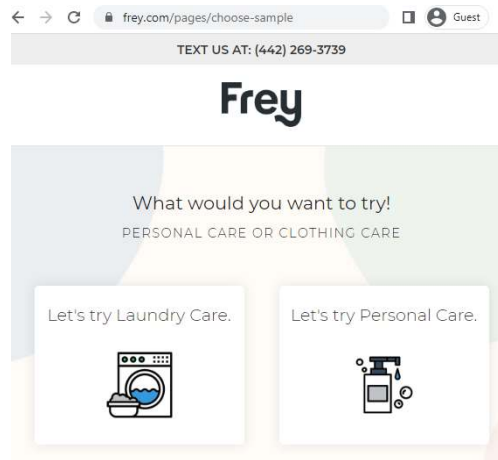 frey.com/pages/choose-sample
Guest
TEXT US AT: (442) 269-3739
Frey
What would you want to try!
PERSONAL CARE OR CLOTHING CARE
Let's try Laundry Care.
Let's try Personal Care.